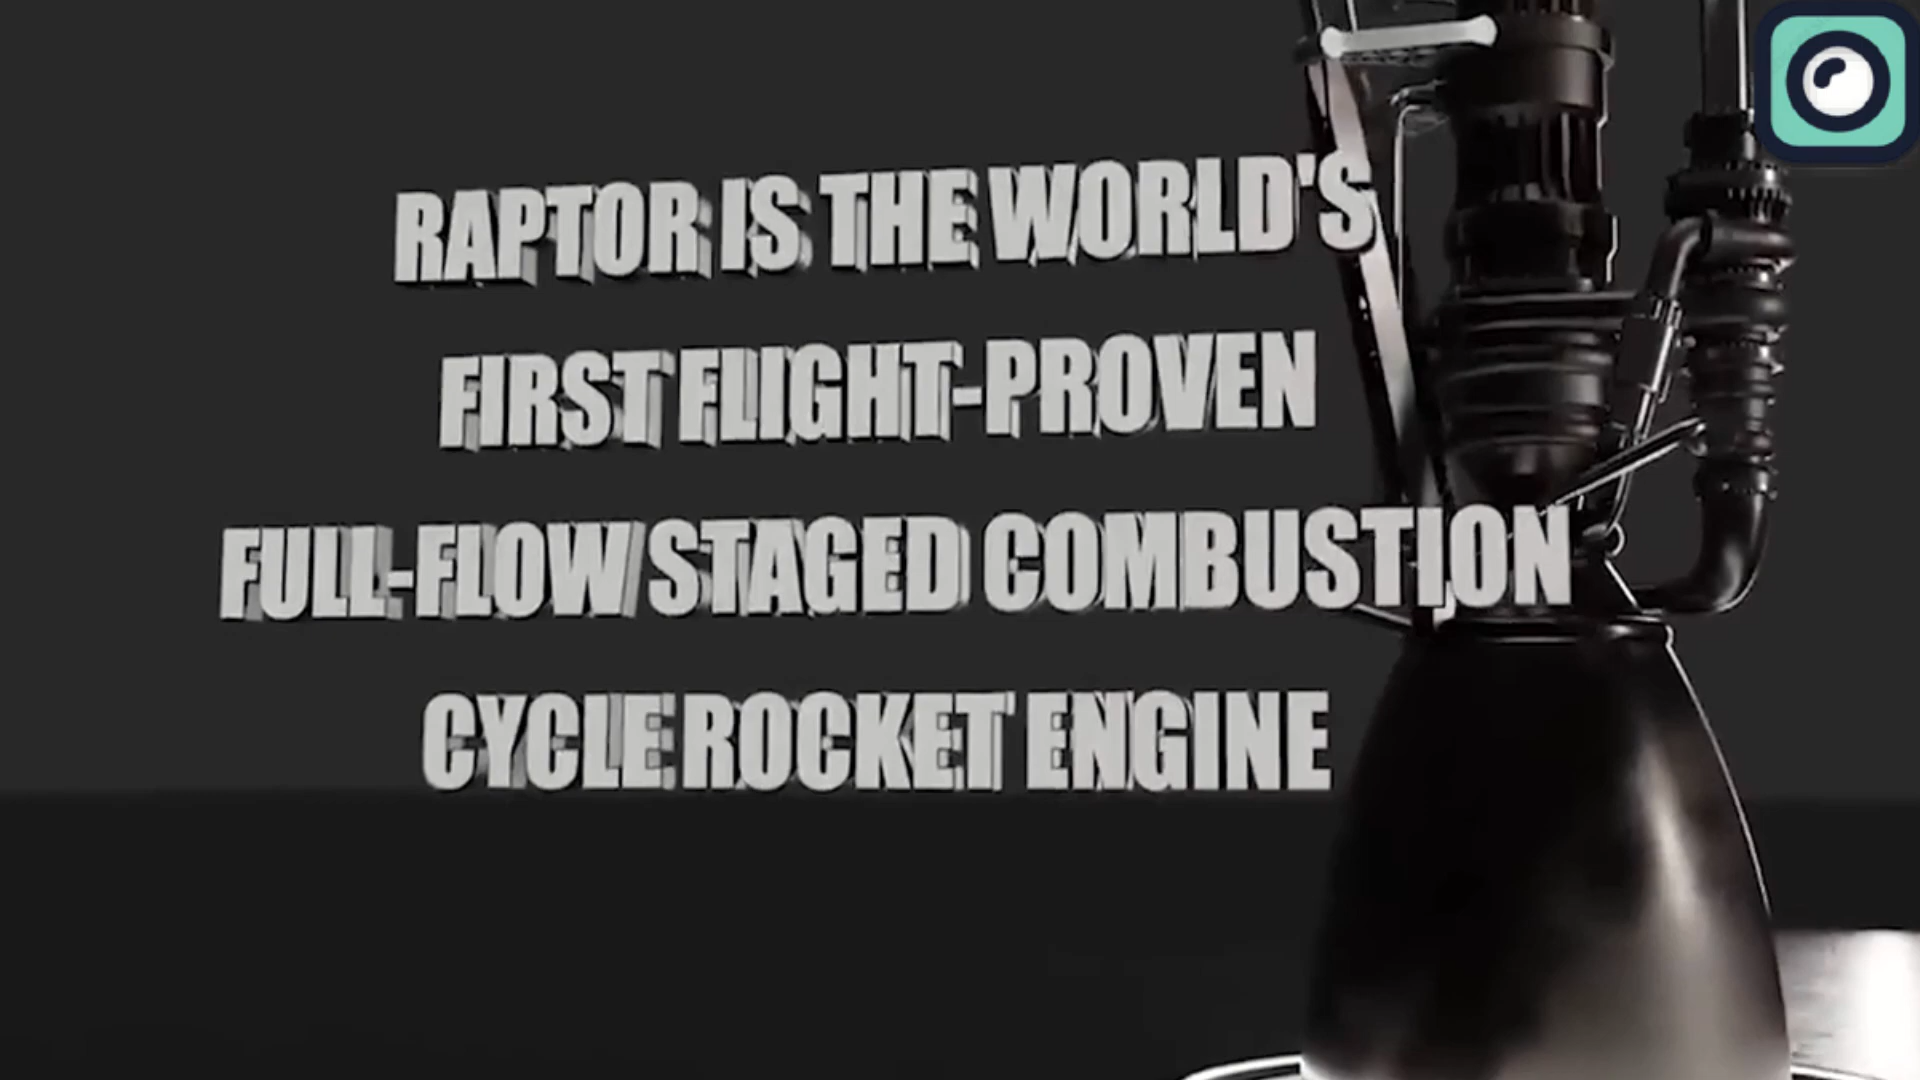 RAPTOR IS THE WORLD'S
FIRST FLIGHT-PROVEN
FULL-FLOW STAGED COMBUSTION
CYCLE ROCKET ENGINE